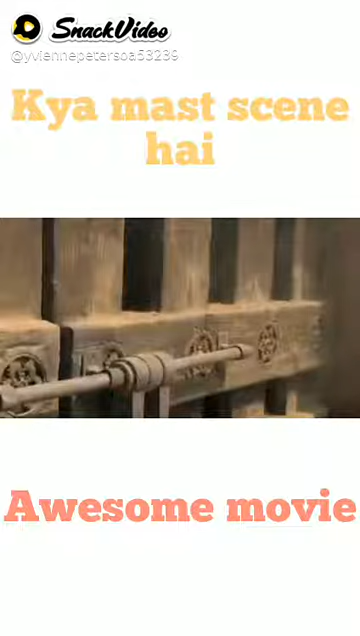 SnackVideo
@yviennepetersoa53239
Kya mast scene
hai
Awesome movie